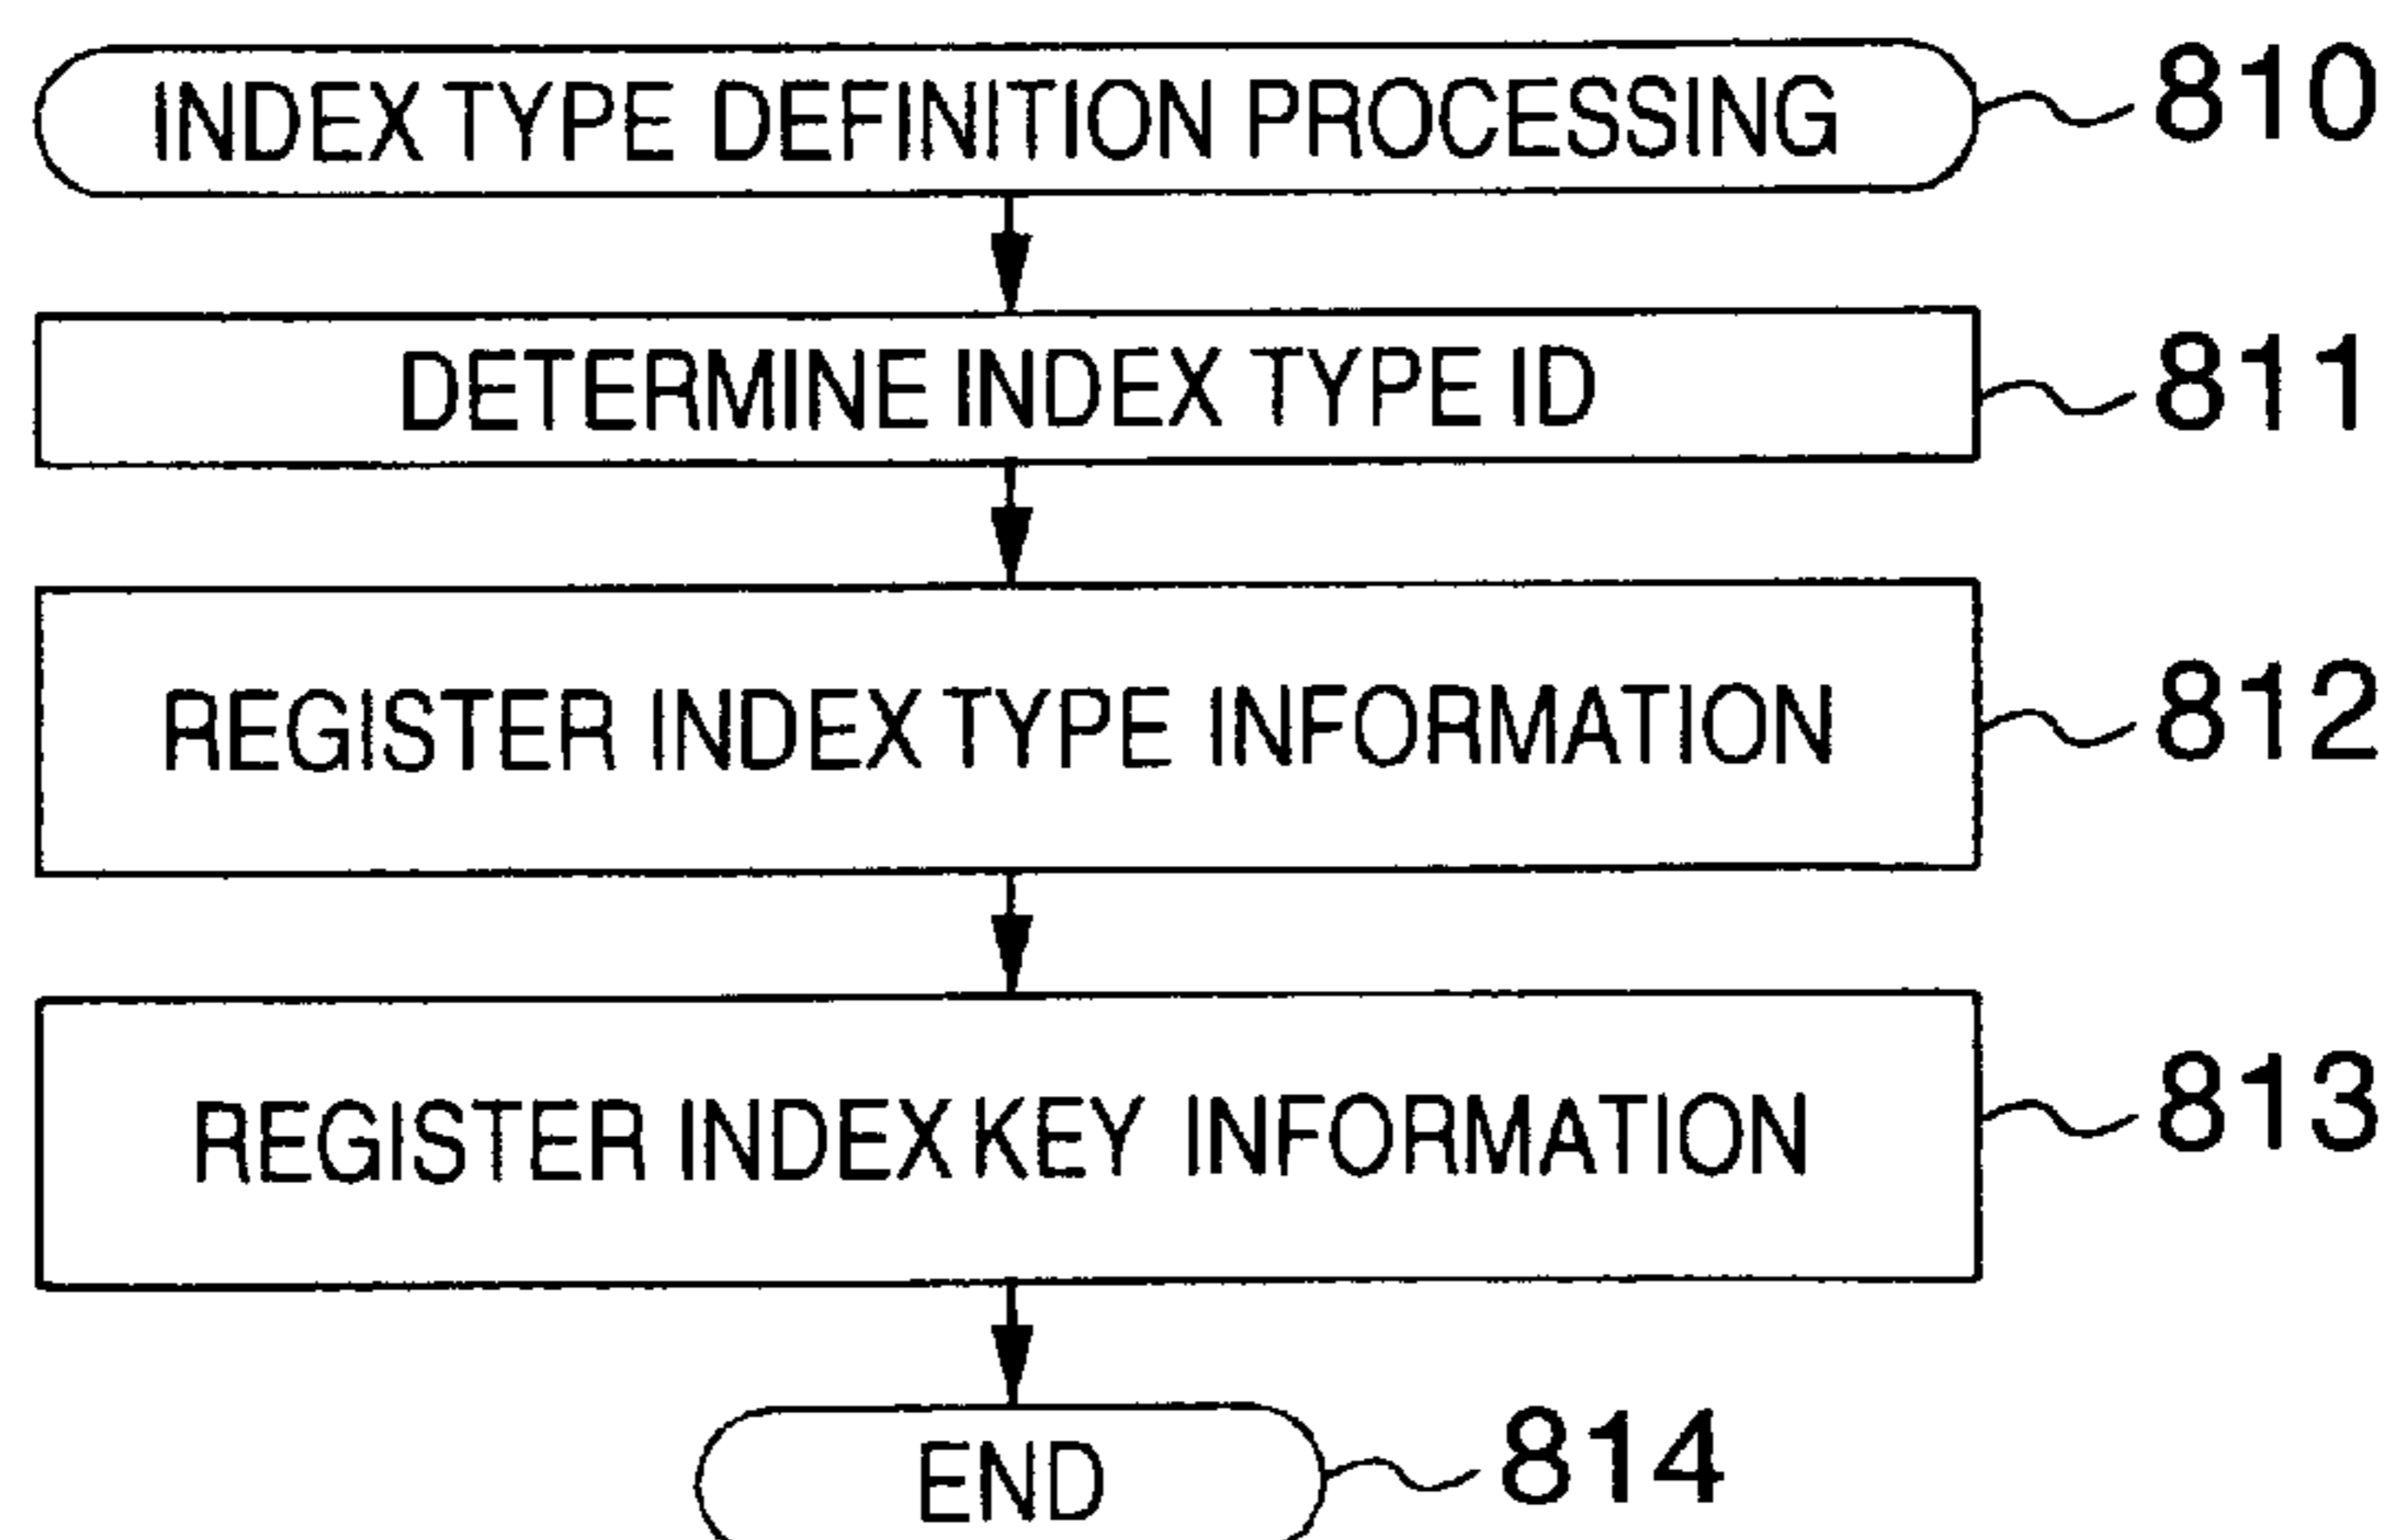 INDEX TYPE DEFINITION PROCESSING 810
DETERMINE INDEX TYPE ID 811
REGISTER INDEX TYPE INFORMATION 812
REGISTER INDEX KEY INFORMATION 813
END 814